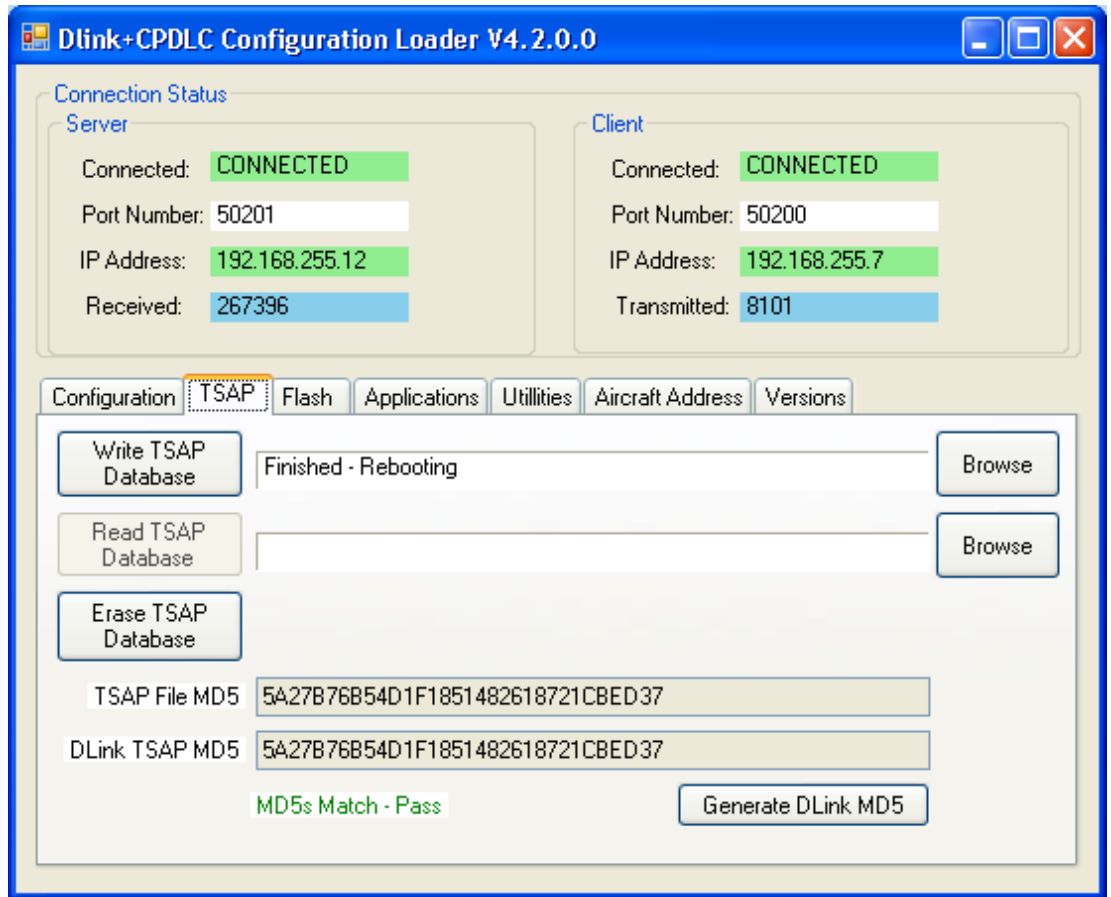 Dlink+CPDLC Configuration Loader V4.2.0.0
Connection Status
Server
Connected: CONNECTED
Port Number: 50201
IP Address: 192.168.255.12
Received: 267396
Client
Connected: CONNECTED
Port Number: 50200
IP Address: 192.168.255.7
Transmitted: 8101
Configuration TSAP Flash Applications Utillities Aircraft Address Versions
Write TSAP
Database
Finished - Rebooting
Browse
Read TSAP
Database
Browse
Erase TSAP
Database
TSAP File MD5 5A27B76B54D1F1851482618721CBED37
DLink TSAP MD5 5A27B76B54D1F1851482618721CBED37
MD5s Match - Pass
Generate DLink MD5